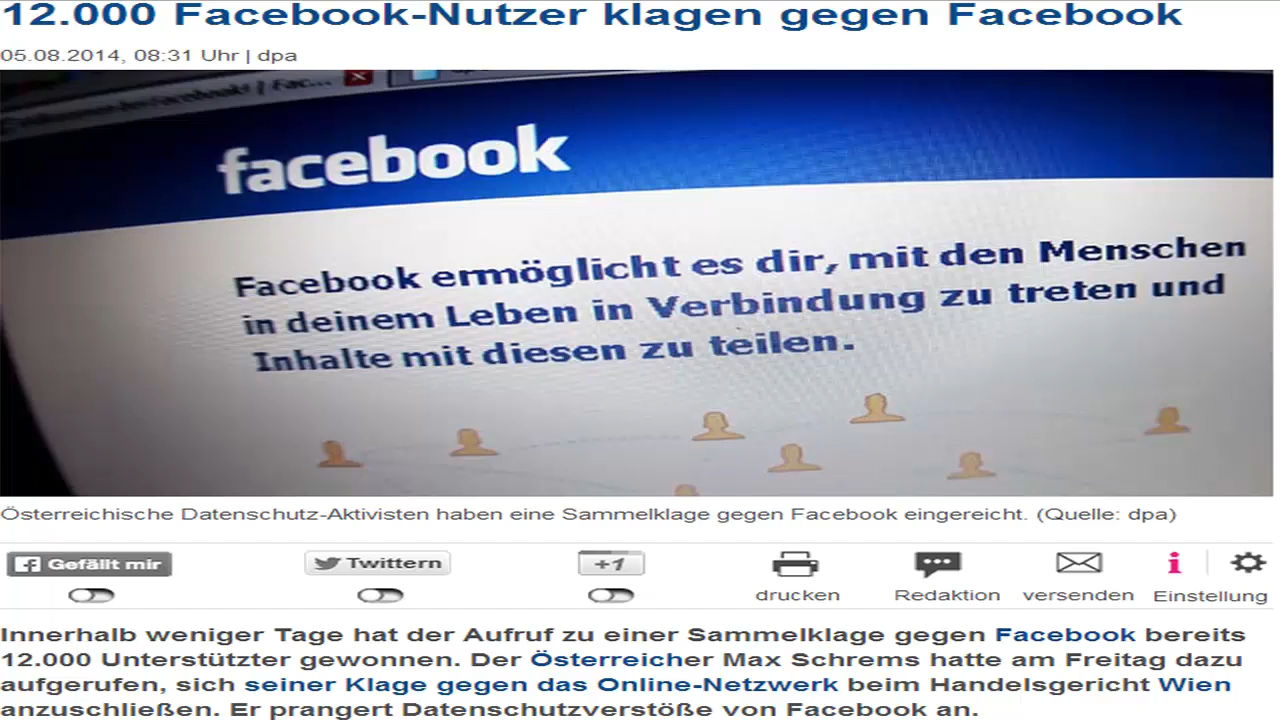 12.000 Facebook-Nutzer klagen gegen Facebook
05.08.2014, 08:31 Uhr | dpa
facebook
Facebook ermöglicht es dir, mit den Menschen
in deinem Leben in Verbindung zu treten und
Inhalte mit diesen zu teilen.
Österreichische Datenschutz-Aktivisten haben eine Sammelklage gegen Facebook eingereicht. (Quelle: dpa)
Gefällt mir Twittern +1
drucken Redaktion versenden Einstellung
Innerhalb weniger Tage hat der Aufruf zu einer Sammelklage gegen Facebook bereits
12.000 Unterstützter gewonnen. Der Österreicher Max Schrems hatte am Freitag dazu
aufgerufen, sich seiner Klage gegen das Online-Netzwerk beim Handelsgericht Wien
anzuschließen. Er prangert Datenschutzverstöße von Facebook an.